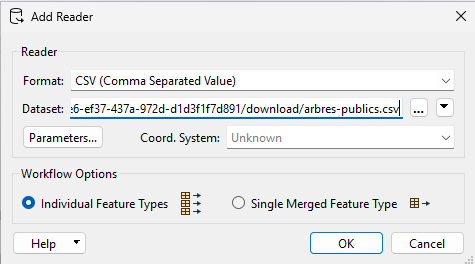 Add Reader
Reader
Format: CSV (Comma Separated Value)
Dataset: e6-ef37-437a-972d-d1d3f1f7d891/download/arbres-publics.csv ...
Parameters... Coord. System: Unknown
Workflow Options
Individual Feature Types Single Merged Feature Type
Help OK Cancel